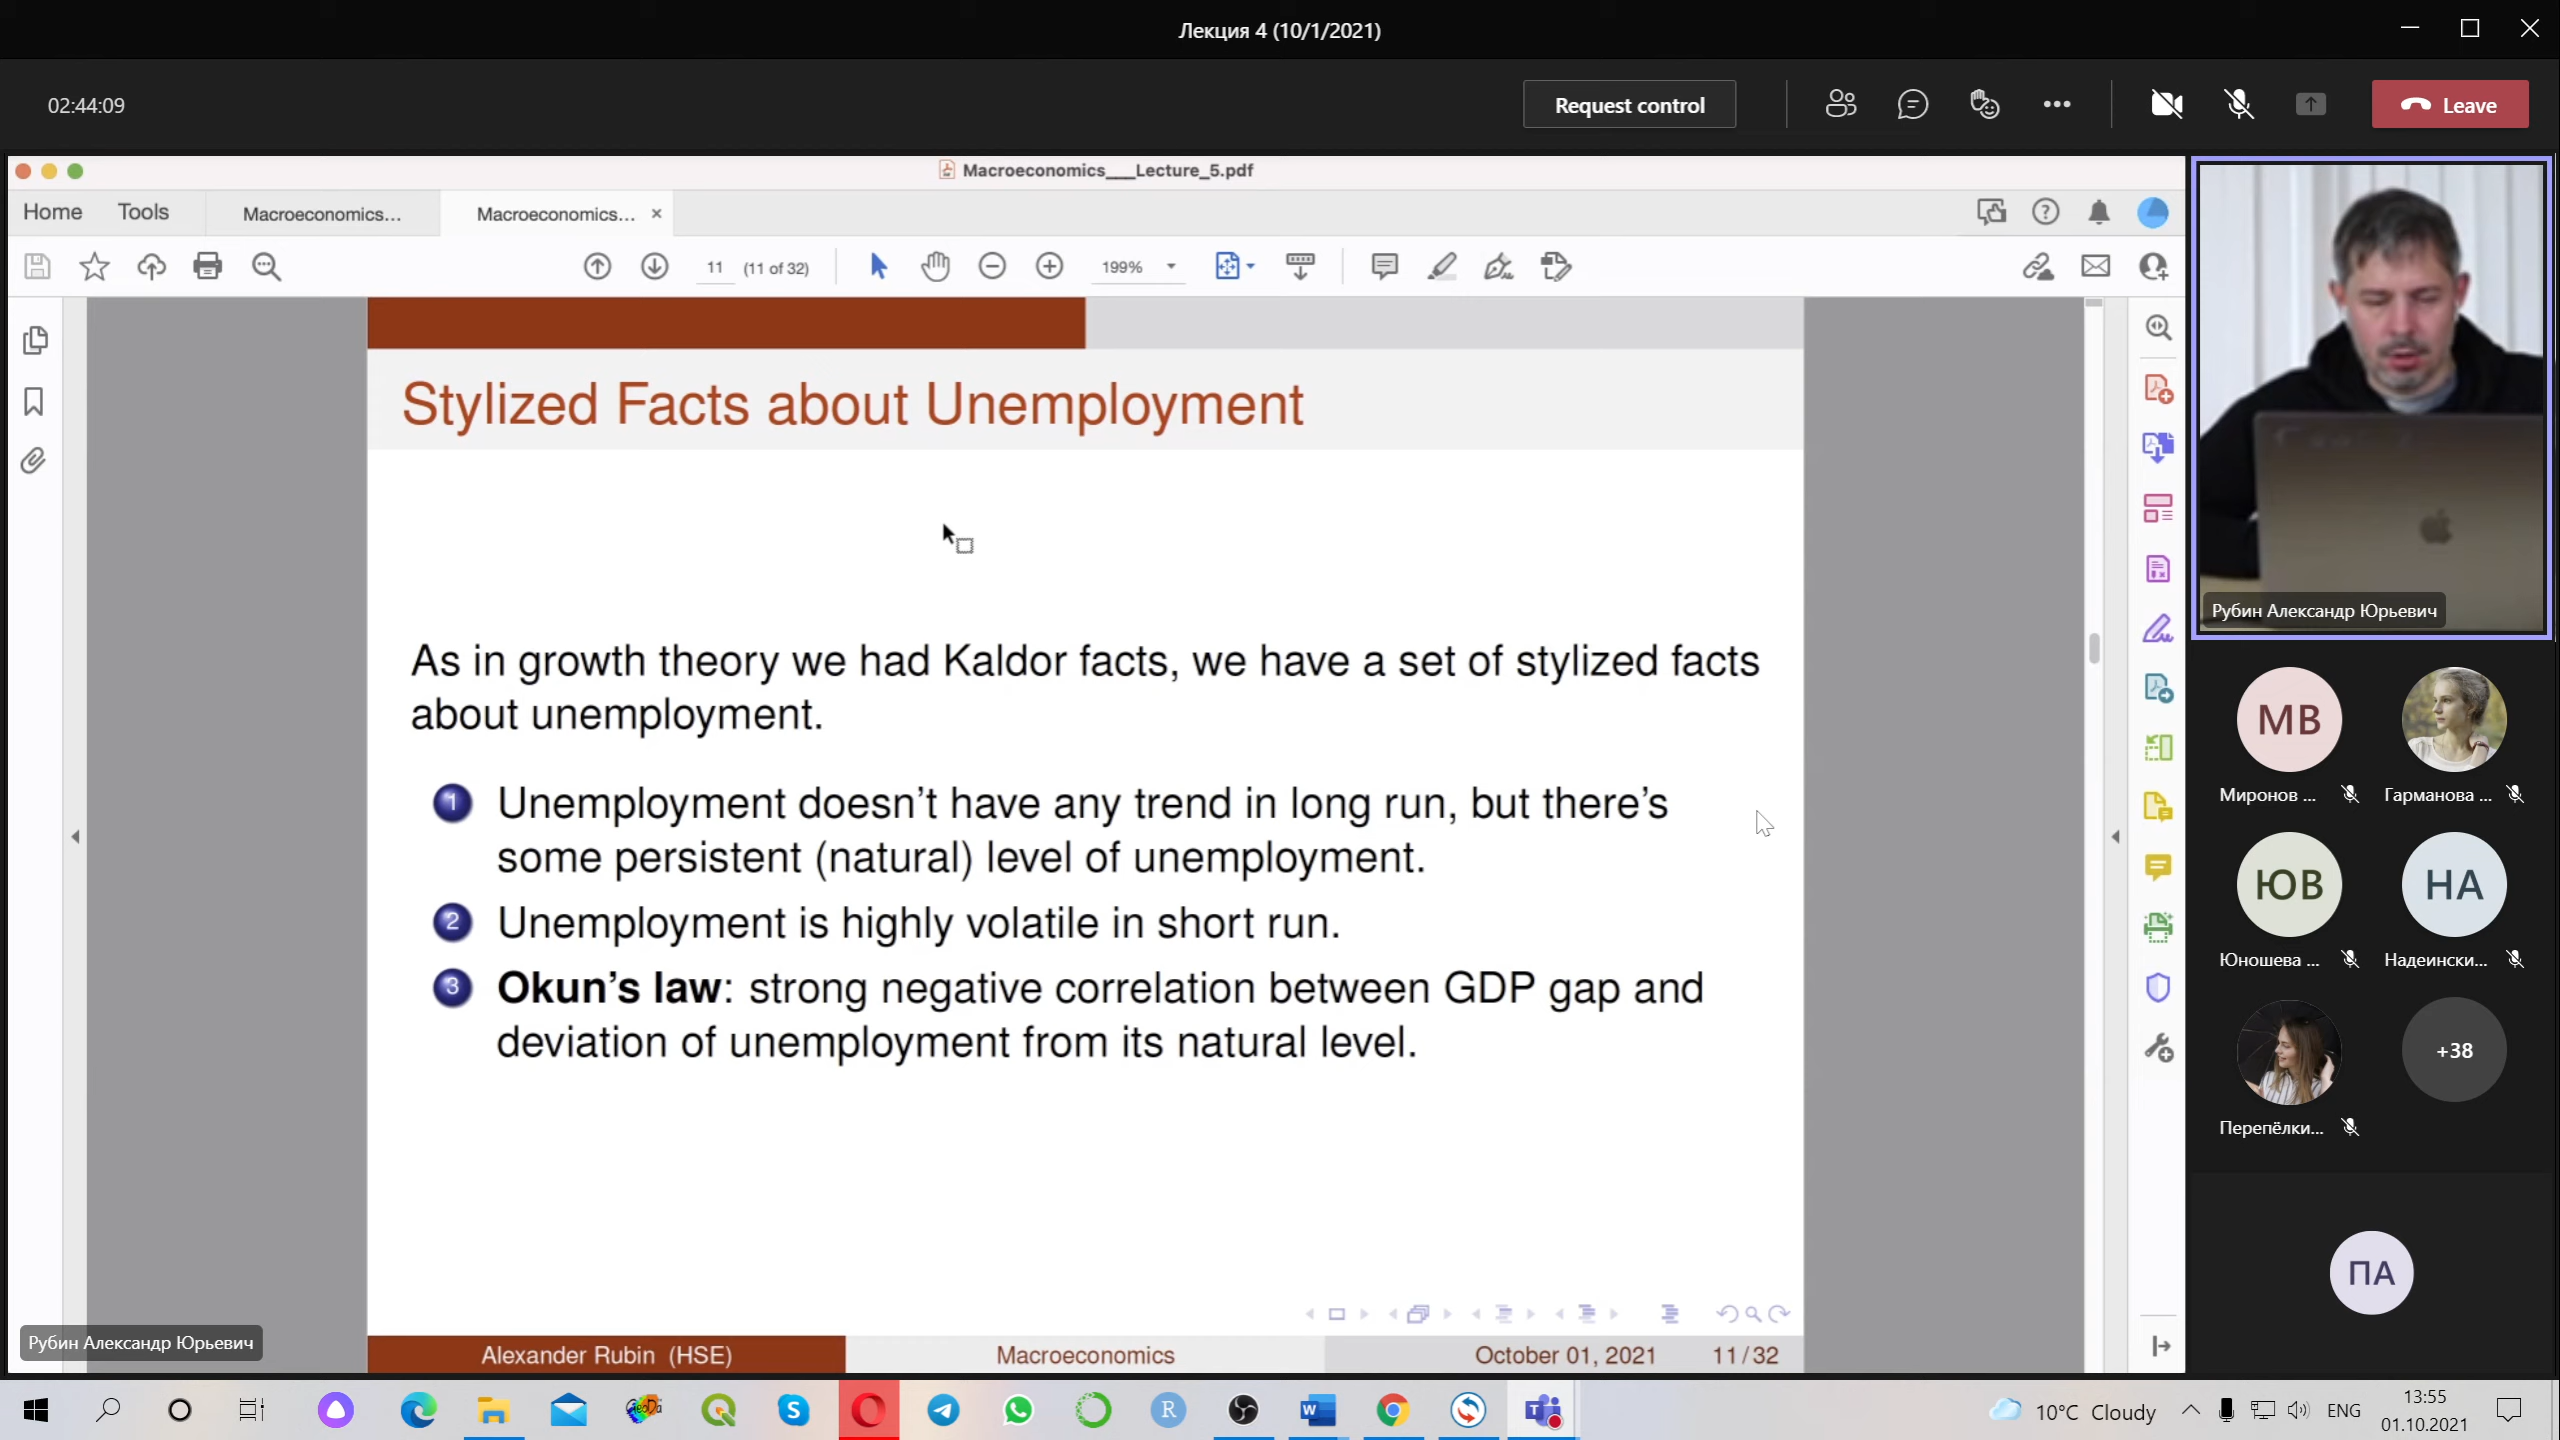 Лекция 4 (10/1/2021)
02:44:09
Request control
Leave
Macroeconomics___Lecture_5.pdf
Home
Tools
Macroeconomics...
Macroeconomics...
11
(11 of 32)
199%
Stylized Facts about Unemployment
As in growth theory we had Kaldor facts, we have a set of stylized facts
about unemployment.
1 Unemployment doesn't have any trend in long run, but there's
some persistent (natural) level of unemployment.
2 Unemployment is highly volatile in short run.
3 Okun's law: strong negative correlation between GDP gap and
deviation of unemployment from its natural level.
Alexander Rubin (HSE)
Macroeconomics
October 01, 2021
11/32
Рубин Александр Юрьевич
Рубин Александр Юрьевич
МВ
Миронов ...
Гарманова ...
ЮВ
НА
Юношева ...
Надеински...
Перепёлки...
+38
ПА
GeoDa
10°C Cloudy
ENG
13:55
01.10.2021